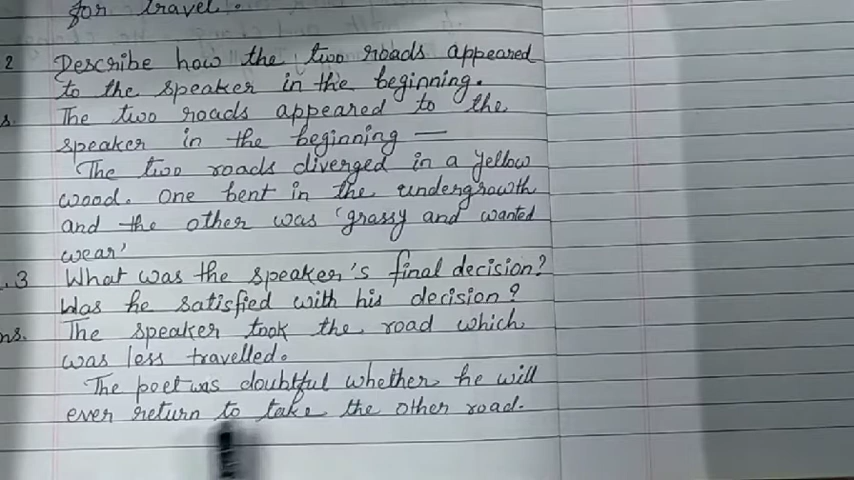 for travel.
2 Describe how the two roads appeared
to the speaker in the beginning.
s. The two roads appeared to the
speaker in the beginning —
The two roads diverged in a yellow
wood. One bent in the undergrowth
and the other was 'grassy and wanted
wear'
.3 What was the speaker's final decision?
Was he satisfied with his decision?
ns. The speaker took the road which
was less travelled.
The poet was doubtful whether he will
ever return to take the other road.